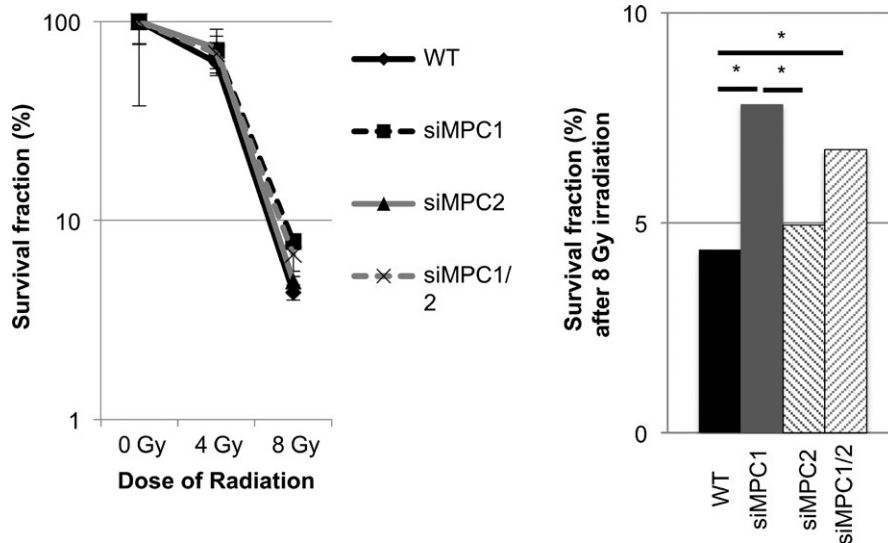 Survival fraction (%)
100
10
1
0 Gy
4 Gy
8 Gy
Dose of Radiation
WT
siMPC1
siMPC2
siMPC1/
2
Survival fraction (%)
after 8 Gy irradiation
10
5
0
*
*
*
WT
siMPC1
siMPC2
siMPC1/2